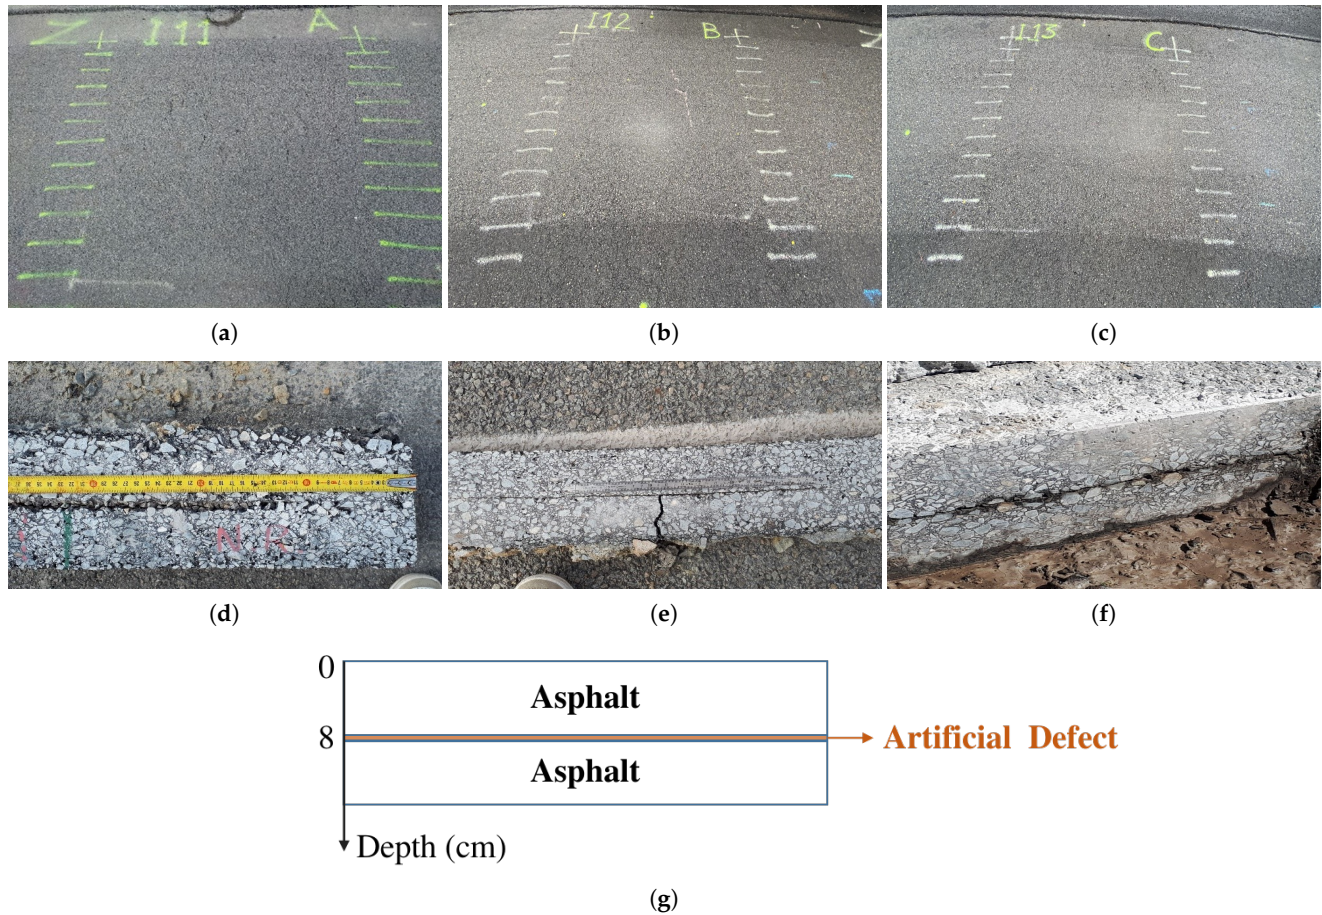 Z I11 A
I12 B Z
I13 C
(a)
(b)
(c)
N R
(d)
(e)
(f)
0
Asphalt
8
Artificial Defect
Asphalt
Depth (cm)
(g)